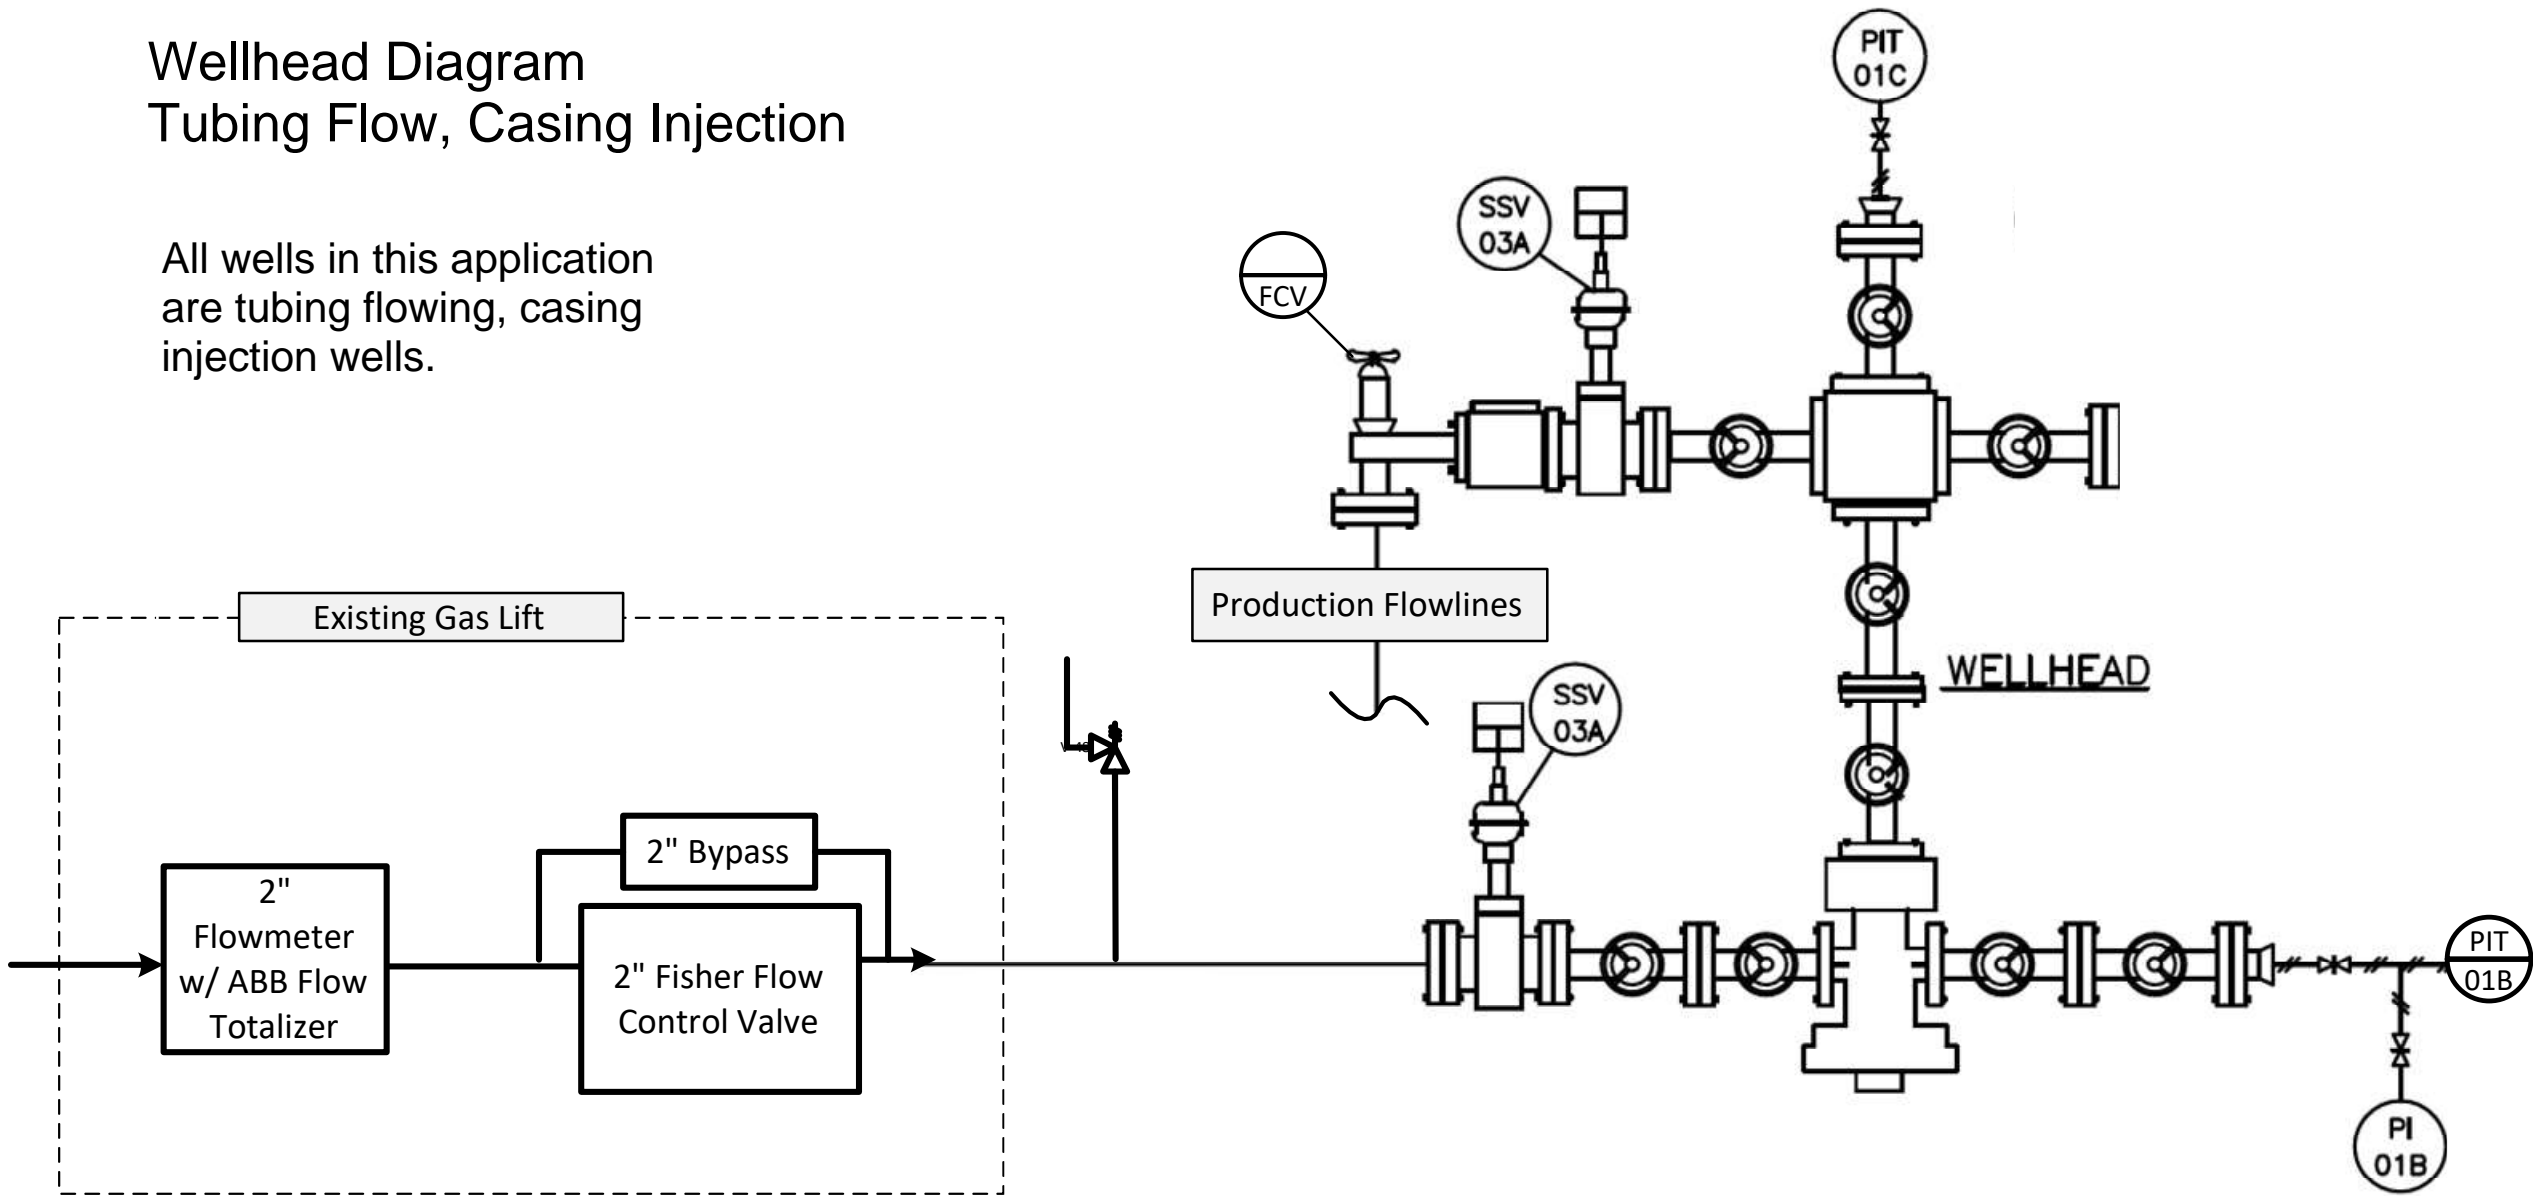 Wellhead Diagram
Tubing Flow, Casing Injection
All wells in this application
are tubing flowing, casing
injection wells.
PIT
01C
SSV
03A
FCV
Production Flowlines
Existing Gas Lift
WELLHEAD
SSV
03A
2" Bypass
2"
Flowmeter
w/ ABB Flow
Totalizer
2" Fisher Flow
Control Valve
PIT
01B
PI
01B